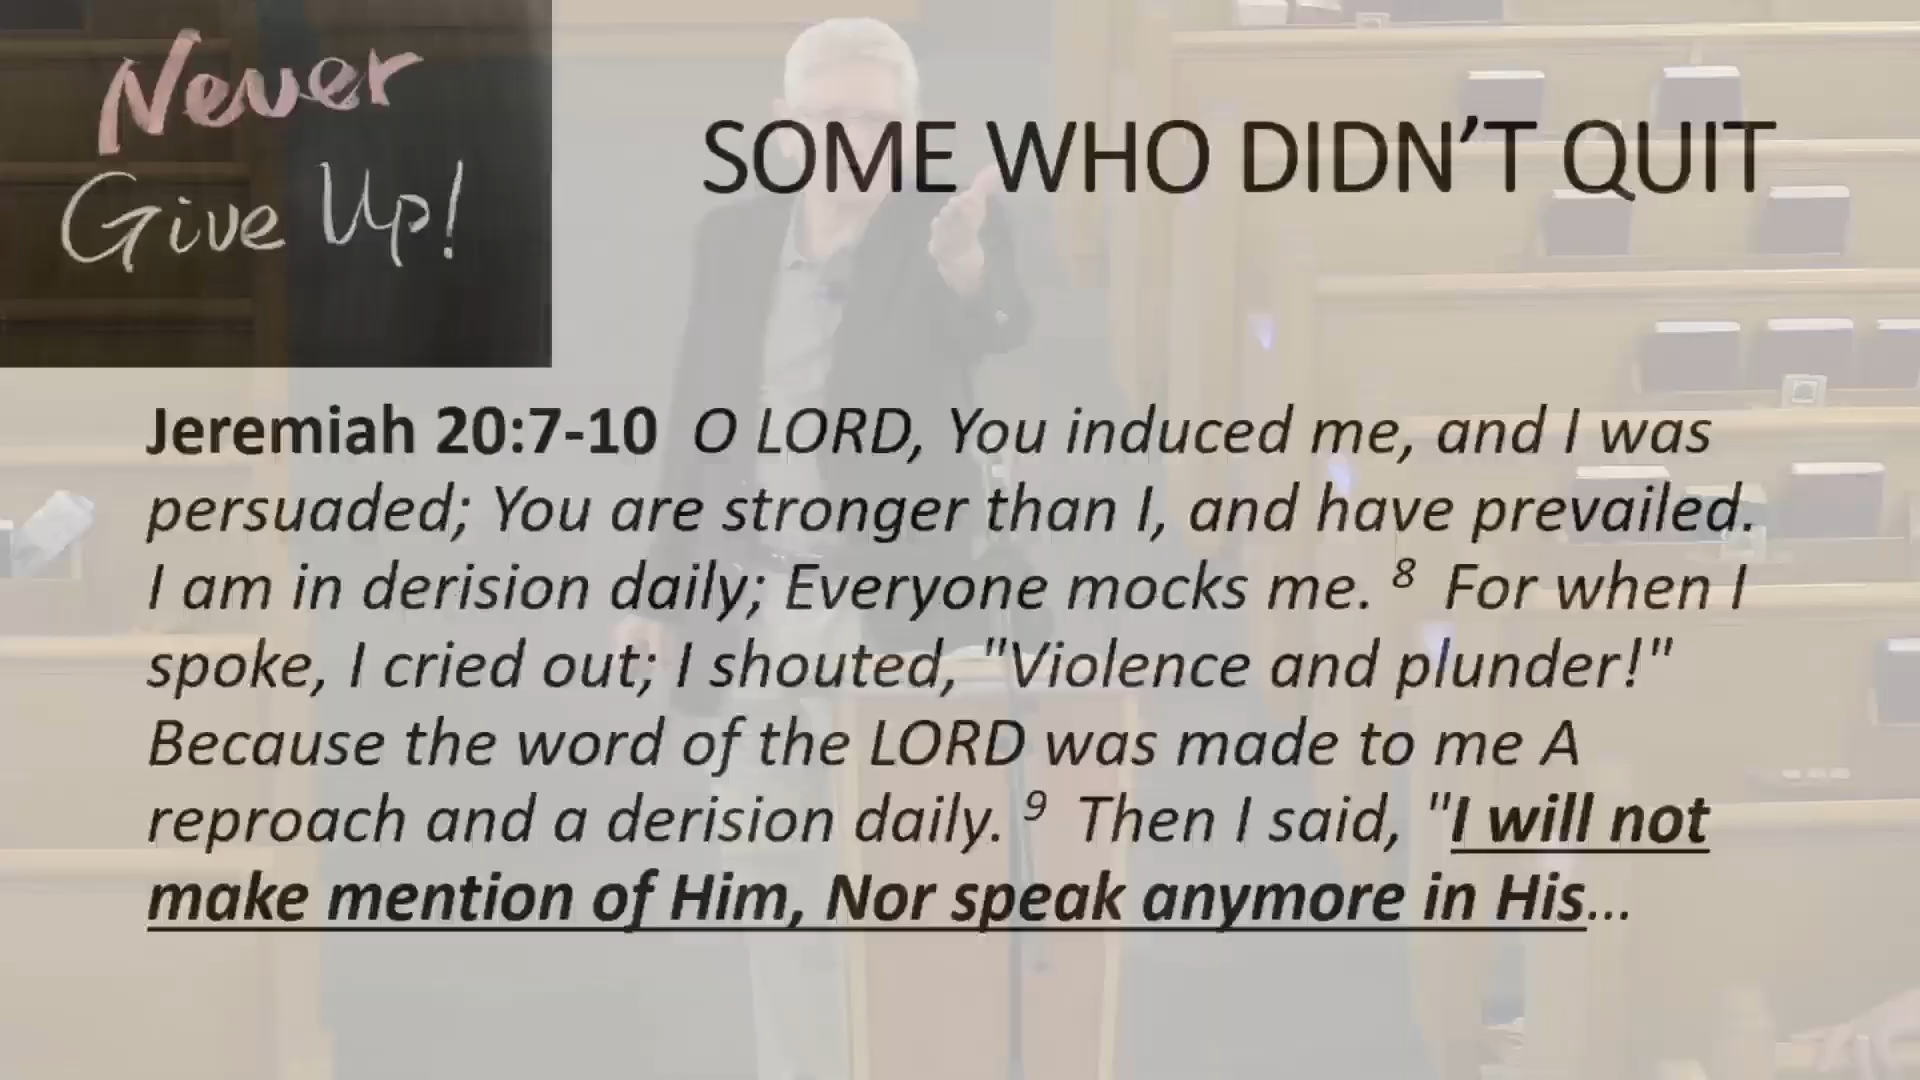 Never
Give Up!
SOME WHO DIDN'T QUIT
Jeremiah 20:7-10 O LORD, You induced me, and I was
persuaded; You are stronger than I, and have prevailed.
I am in derision daily; Everyone mocks me. 8 For when I
spoke, I cried out; I shouted, "Violence and plunder!"
Because the word of the LORD was made to me A
reproach and a derision daily. 9 Then I said, "I will not
make mention of Him, Nor speak anymore in His...